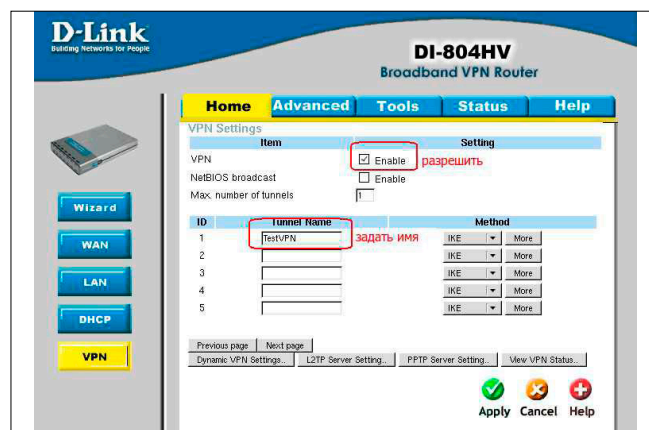 D-Link
Building Networks for People
DI-804HV
Broadband VPN Router
Home Advanced Tools Status Help
VPN Settings
Item Setting
VPN Enable разрешить
NetBIOS broadcast Enable
Max. number of tunnels 1
Wizard
WAN
LAN
DHCP
VPN
ID Tunnel Name Method
1 TestVPN задать имя IKE More
2 IKE More
3 IKE More
4 IKE More
5 IKE More
Previous page Next page
Dynamic VPN Settings.. L2TP Server Setting.. PPTP Server Setting.. View VPN Status..
Apply Cancel Help